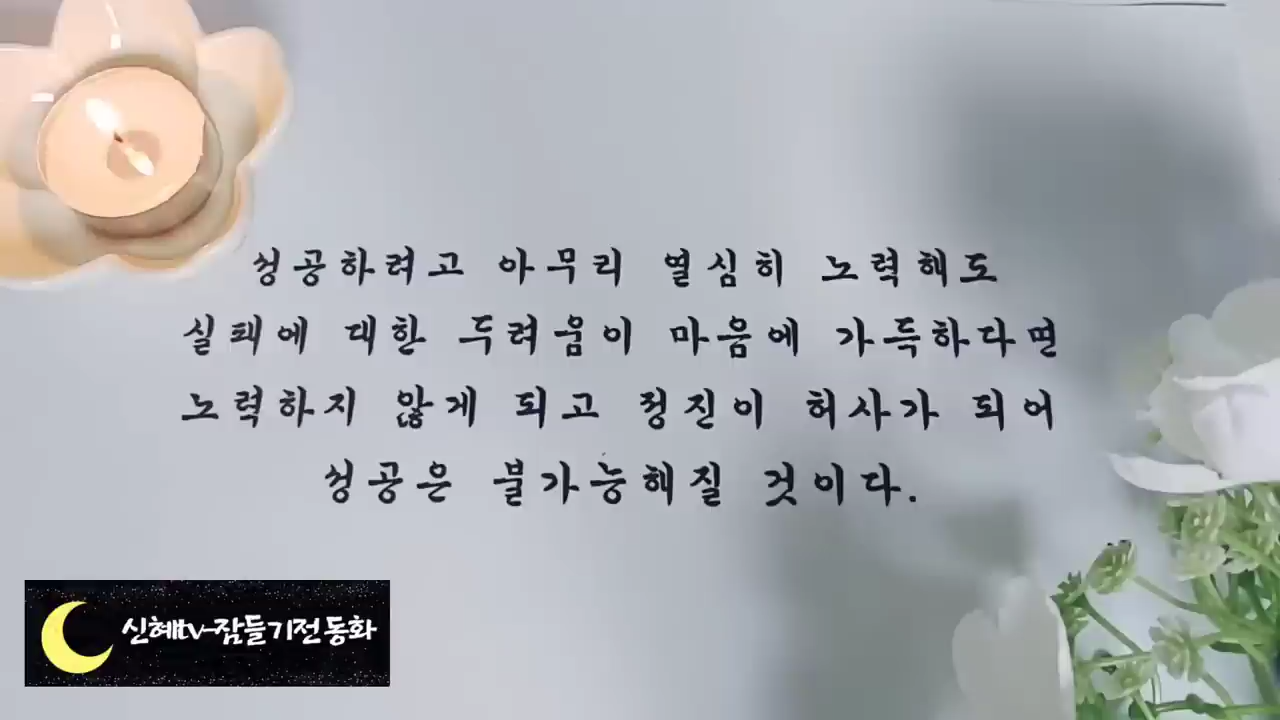 성공하려고 아무리 열심히 노력해도
실패에 대한 두려움이 마음에 가득하다면
노력하지 않게 되고 정진이 허사가 되어
성공은 불가능해질 것이다.
신혜tv-잠들기전 동화